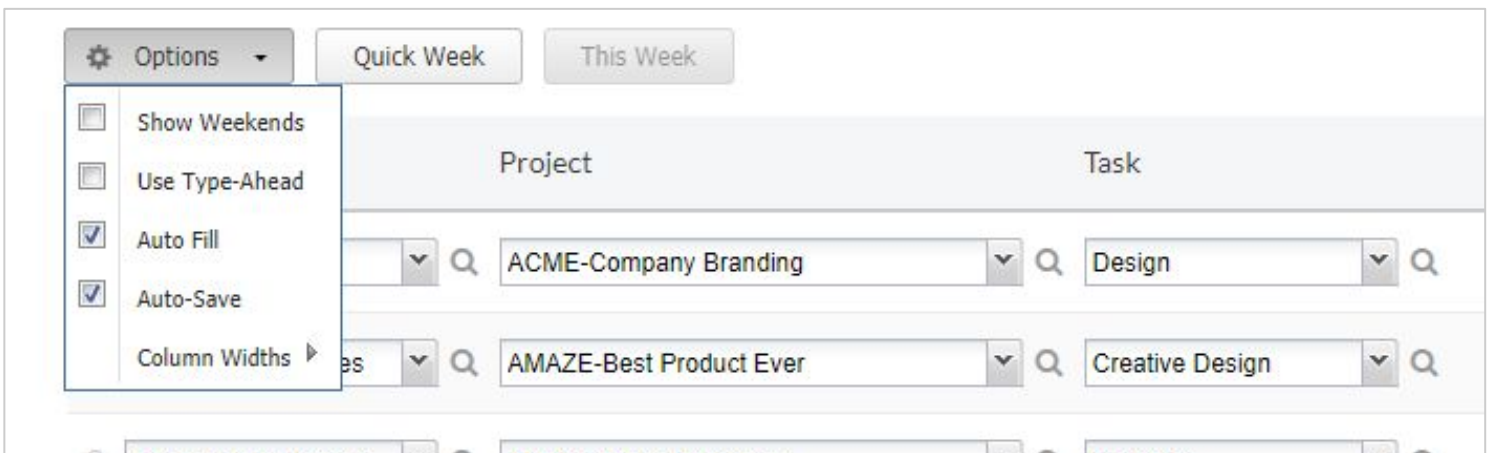 Options Quick Week This Week
Show Weekends
Project Task
Use Type-Ahead
Auto Fill
ACME-Company Branding Design
Auto-Save
Column Widths
es AMAZE-Best Product Ever Creative Design